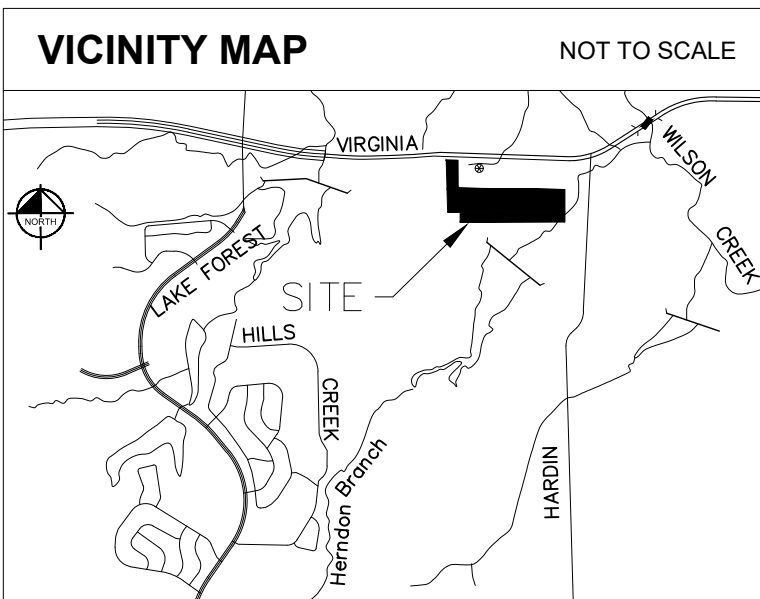 VICINITY MAP
NOT TO SCALE
VIRGINIA
WILSON
CREEK
NORTH
LAKE FOREST
SITE
HILLS
CREEK
Herndon Branch
HARDIN